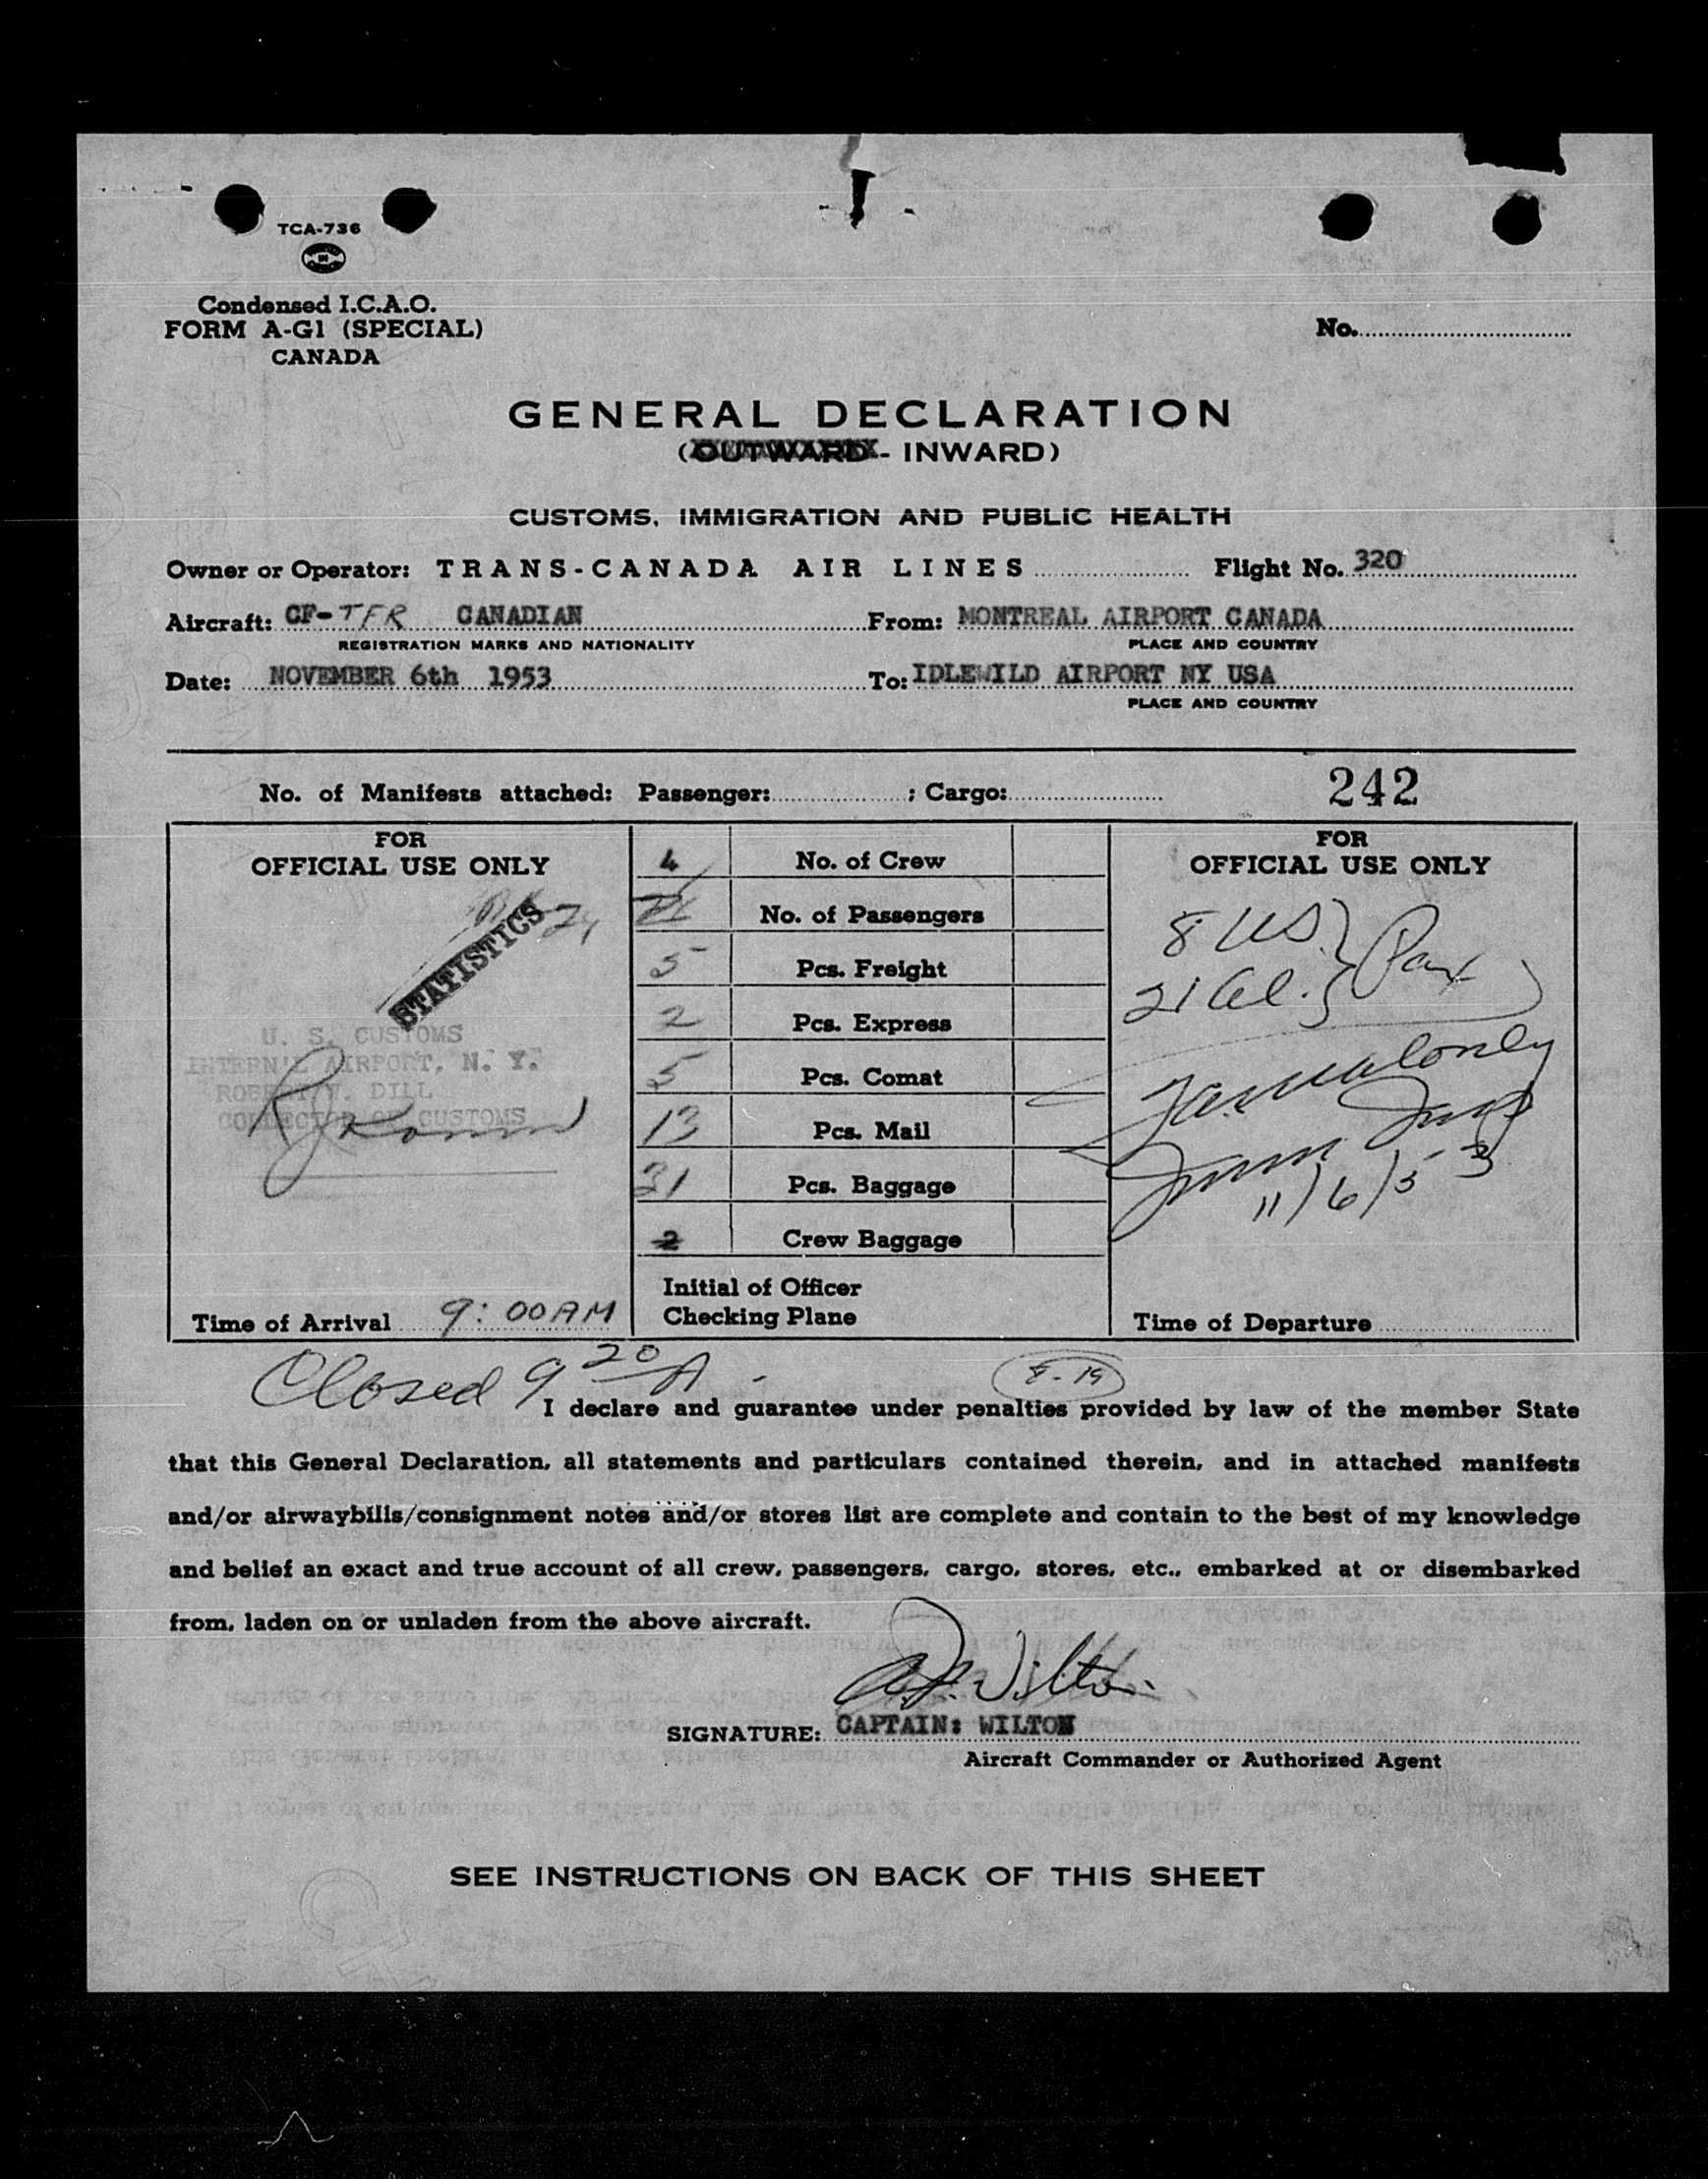 TCA-736
Condensed I.C.A.O.
FORM A-G1 (SPECIAL)
CANADA
No.
GENERAL DECLARATION
(OUTWARD - INWARD)
CUSTOMS, IMMIGRATION AND PUBLIC HEALTH
Owner or Operator: TRANS-CANADA AIR LINES Flight No. 320
Aircraft: CF-TFR CANADIAN From: MONTREAL AIRPORT CANADA
REGISTRATION MARKS AND NATIONALITY PLACE AND COUNTRY
Date: NOVEMBER 6th 1953 To: IDLEWILD AIRPORT NY USA
PLACE AND COUNTRY
No. of Manifests attached: Passenger: ; Cargo: 242
FOR
OFFICIAL USE ONLY
STATISTICS
U. S. CUSTOMS
INTERN'L AIRPORT, N. Y.
ROBERT W. DILL
COLLECTOR OF CUSTOMS
Time of Arrival 9:00 AM
4 No. of Crew
No. of Passengers
5 Pcs. Freight
2 Pcs. Express
5 Pcs. Comat
13 Pcs. Mail
31 Pcs. Baggage
2 Crew Baggage
Initial of Officer
Checking Plane
FOR
OFFICIAL USE ONLY
8 US. } Pax
21 al. }
11/6/53
Time of Departure
Closed 9 20 A
I declare and guarantee under penalties provided by law of the member State
that this General Declaration, all statements and particulars contained therein, and in attached manifests
and/or airwaybills/consignment notes and/or stores list are complete and contain to the best of my knowledge
and belief an exact and true account of all crew, passengers, cargo, stores, etc., embarked at or disembarked
from, laden on or unladen from the above aircraft.
SIGNATURE: CAPTAIN: WILTON
Aircraft Commander or Authorized Agent
SEE INSTRUCTIONS ON BACK OF THIS SHEET